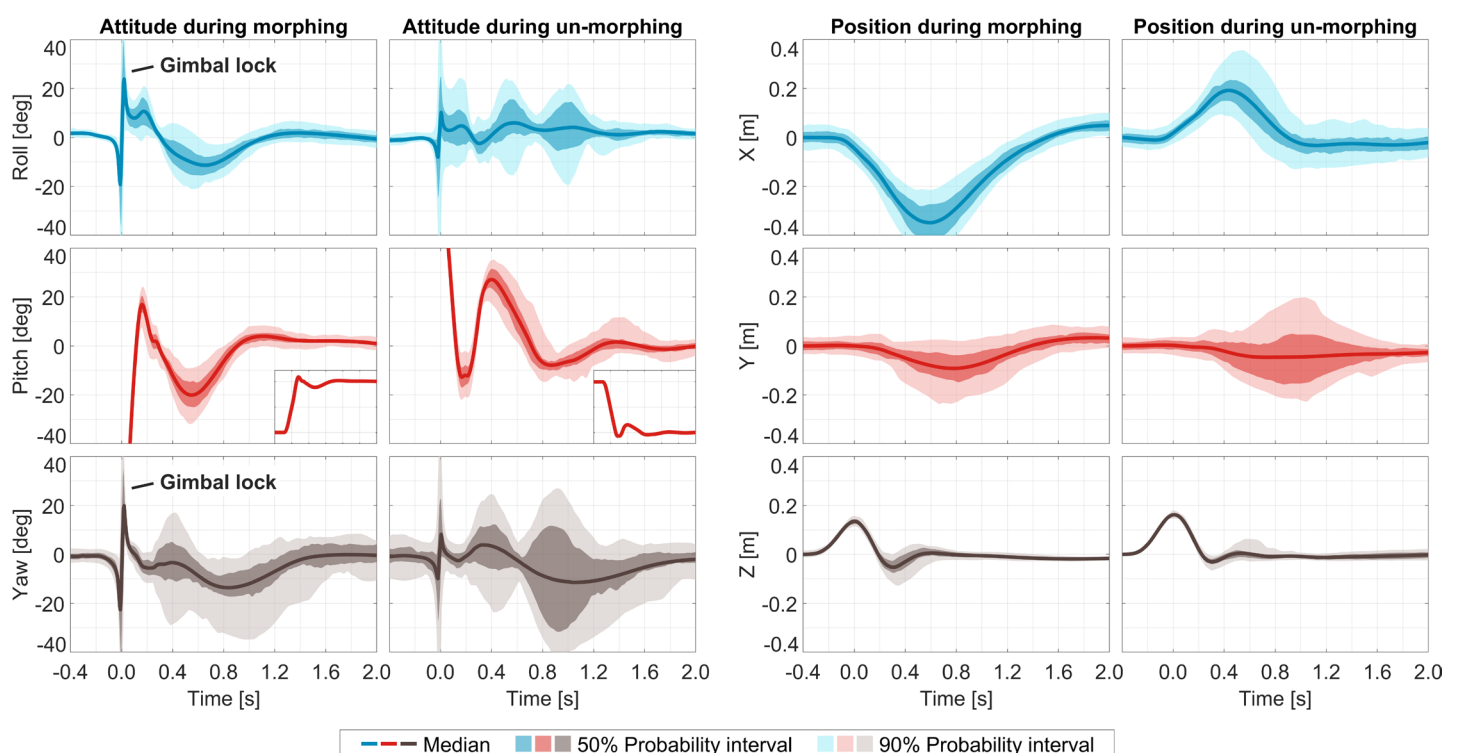 Attitude during morphing
Attitude during un-morphing
Position during morphing
Position during un-morphing
Roll [deg]
40
20
0
-20
-40
Gimbal lock
X [m]
0.4
0.2
0
-0.2
-0.4
Pitch [deg]
40
20
0
-20
-40
Y [m]
0.4
0.2
0
-0.2
-0.4
Yaw [deg]
40
20
0
-20
-40
Gimbal lock
Z [m]
0.4
0.2
0
-0.2
-0.4
-0.4 0.0 0.4 0.8 1.2 1.6 2.0
0.0 0.4 0.8 1.2 1.6 2.0
-0.4 0.0 0.4 0.8 1.2 1.6 2.0
0.0 0.4 0.8 1.2 1.6 2.0
Time [s]
Time [s]
Time [s]
Time [s]
Median 50% Probability interval 90% Probability interval